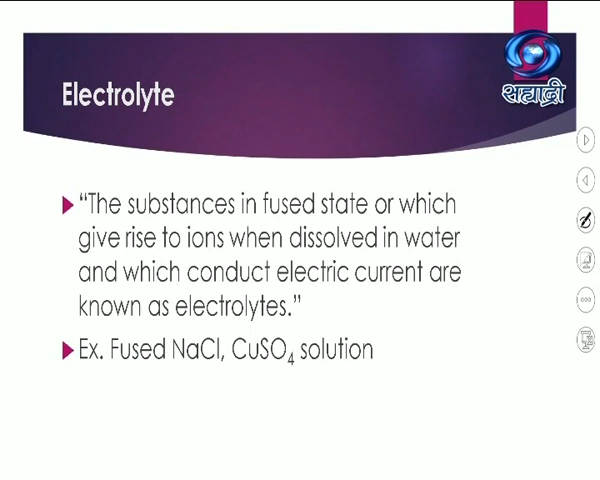 सह्याद्री
Electrolyte
“The substances in fused state or which
give rise to ions when dissolved in water
and which conduct electric current are
known as electrolytes.”
Ex. Fused NaCl, CuSO₄ solution